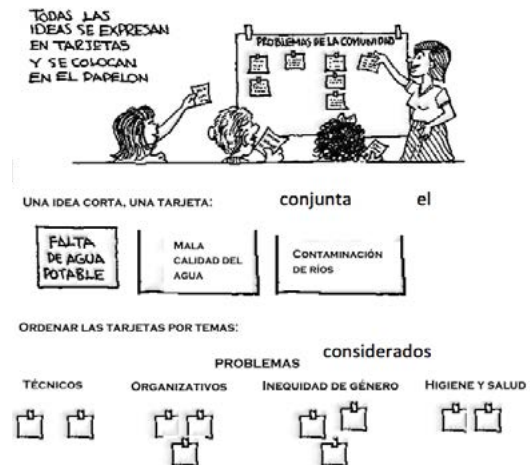 TODAS LAS
IDEAS SE EXPRESAN
EN TARJETAS
Y SE COLOCAN
EN EL PAPELON
PROBLEMAS DE LA COMUNIDAD
UNA IDEA CORTA, UNA TARJETA: conjunta el
FALTA
DE AGUA
POTABLE
MALA
CALIDAD DEL
AGUA
CONTAMINACIÓN
DE RÍOS
ORDENAR LAS TARJETAS POR TEMAS:
PROBLEMAS considerados
TÉCNICOS ORGANIZATIVOS INEQUIDAD DE GÉNERO HIGIENE Y SALUD